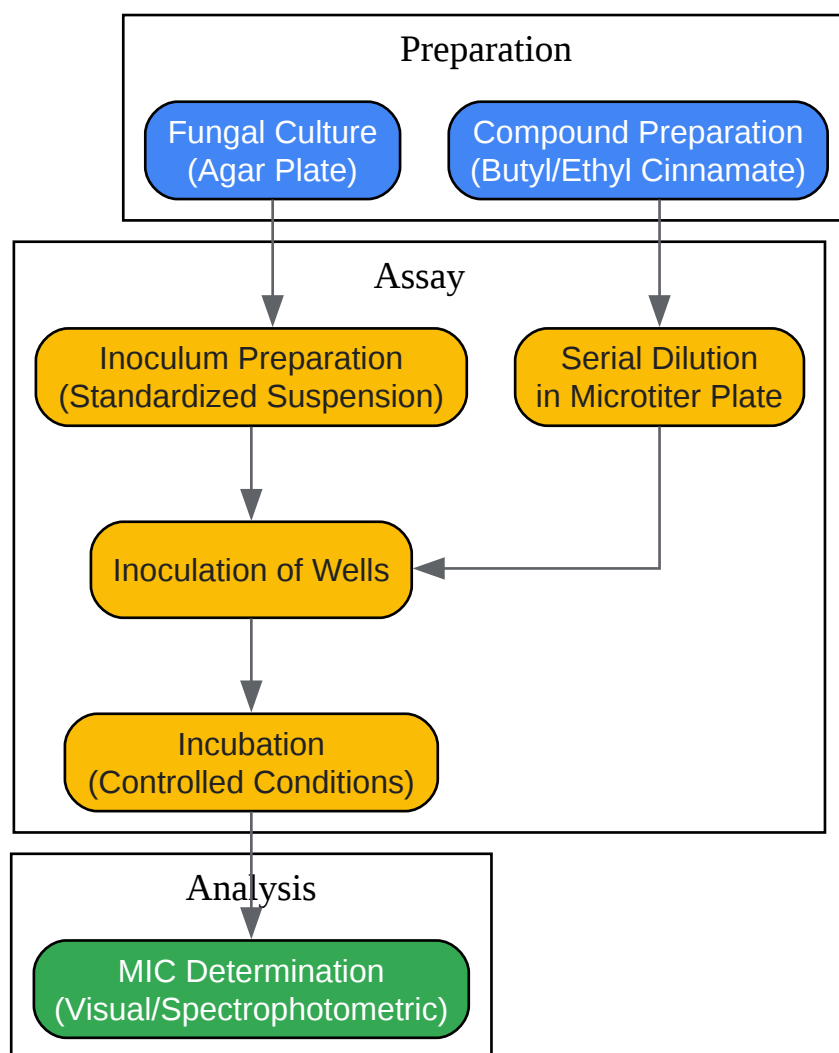 Preparation
Fungal Culture
(Agar Plate)
Compound Preparation
(Butyl/Ethyl Cinnamate)
Assay
Inoculum Preparation
(Standardized Suspension)
Serial Dilution
in Microtiter Plate
Inoculation of Wells
Incubation
(Controlled Conditions)
Analysis
MIC Determination
(Visual/Spectrophotometric)